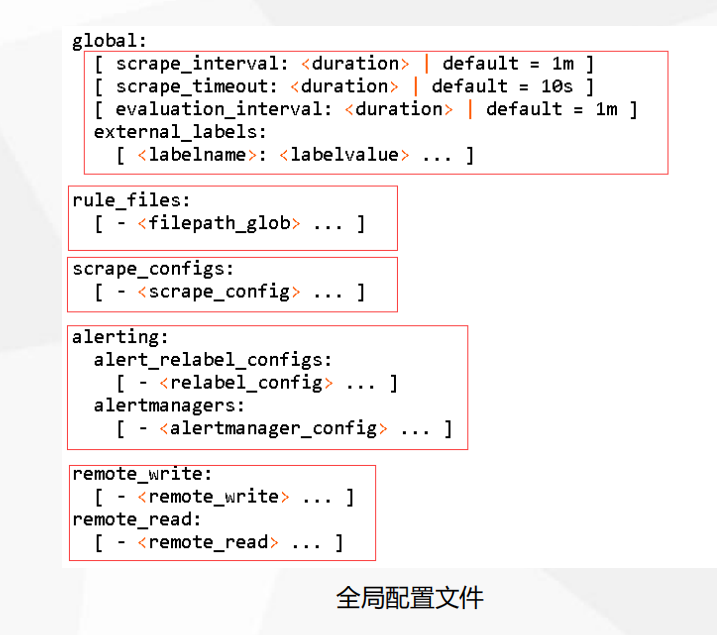 global:
[ scrape_interval: <duration> | default = 1m ]
[ scrape_timeout: <duration> | default = 10s ]
[ evaluation_interval: <duration> | default = 1m ]
external_labels:
[ <labelname>: <labelvalue> ... ]
rule_files:
[ - <filepath_glob> ... ]
scrape_configs:
[ - <scrape_config> ... ]
alerting:
alert_relabel_configs:
[ - <relabel_config> ... ]
alertmanagers:
[ - <alertmanager_config> ... ]
remote_write:
[ - <remote_write> ... ]
remote_read:
[ - <remote_read> ... ]
全局配置文件